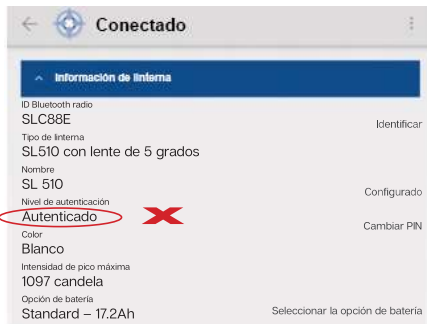 Conectado
Información de linterna
ID Bluetooth radio
SLC88E
Identificar
Tipo de linterna
SL510 con lente de 5 grados
Nombre
SL 510
Configurado
Nivel de autenticación
Autenticado
Cambiar PIN
Color
Blanco
Intensidad de pico máxima
1097 candela
Opción de batería
Standard – 17.2Ah
Seleccionar la opción de batería